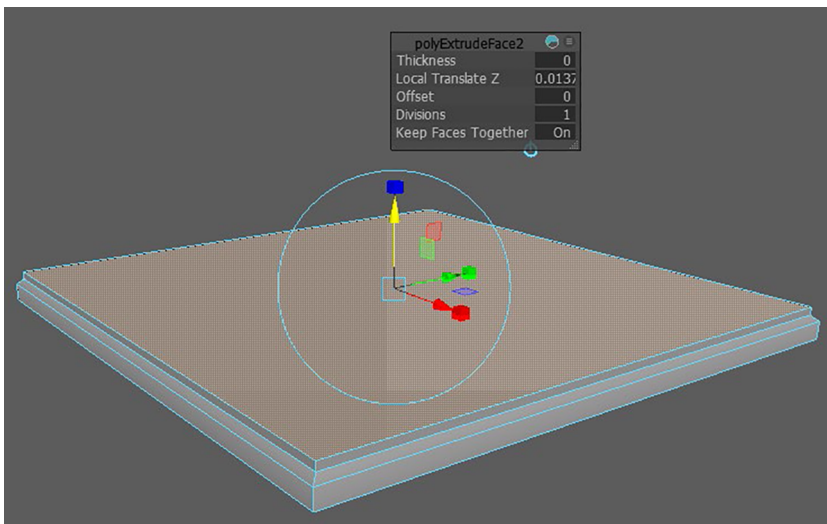 polyExtrudeFace2
Thickness 0
Local Translate Z 0.0137
Offset 0
Divisions 1
Keep Faces Together On